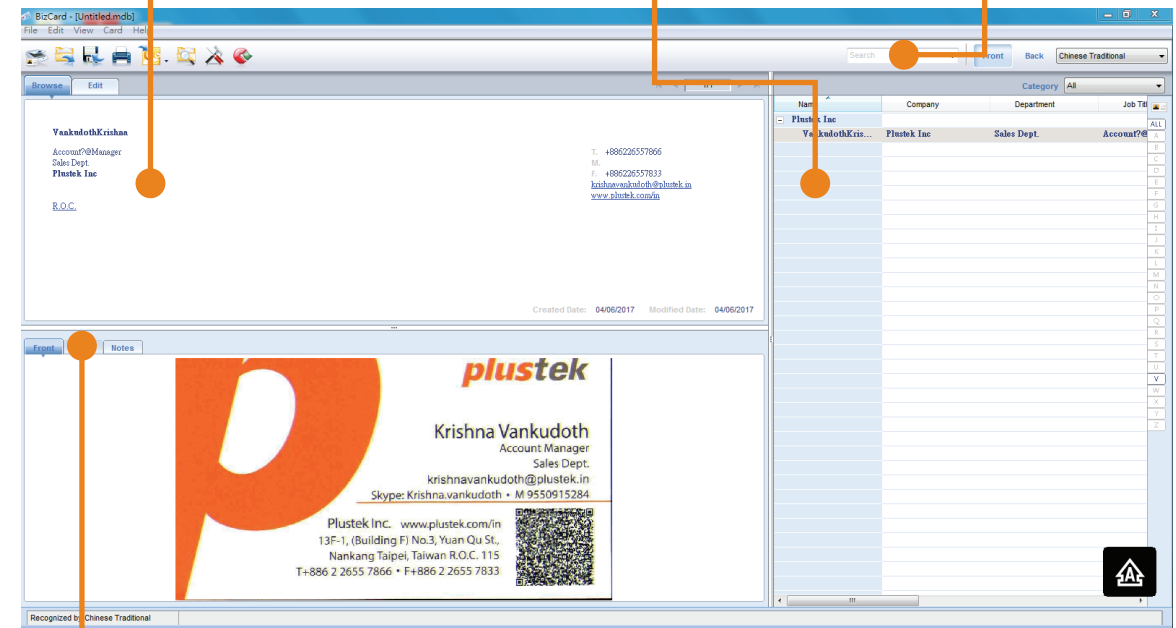 BizCard - [Untitled.mdb]
File Edit View Card Help
Search
Front
Back
Chinese Traditional
Browse
Edit
1/1
Category
All
Name
Company
Department
Job Titl
Plustek Inc
VankudothKris...
Plustek Inc
Sales Dept.
Account?@
VankudothKrishna
Account?@Manager
Sales Dept.
Plustek Inc
R.O.C.
T. +886226557866
M.
F. +886226557833
krishnavankudoth@plustek.in
www.plustek.com/in
Created Date: 04/06/2017 Modified Date: 04/06/2017
ALL
A
B
C
D
E
F
G
H
I
J
K
L
M
N
O
P
Q
R
S
T
U
V
W
X
Y
Z
Front
Notes
plustek
Krishna Vankudoth
Account Manager
Sales Dept.
krishnavankudoth@plustek.in
Skype: Krishna.vankudoth • M 9550915284
Plustek Inc. www.plustek.com/in
13F-1, (Building F) No.3, Yuan Qu St.,
Nankang Taipei, Taiwan R.O.C. 115
T+886 2 2655 7866 • F+886 2 2655 7833
A
Recognized by Chinese Traditional